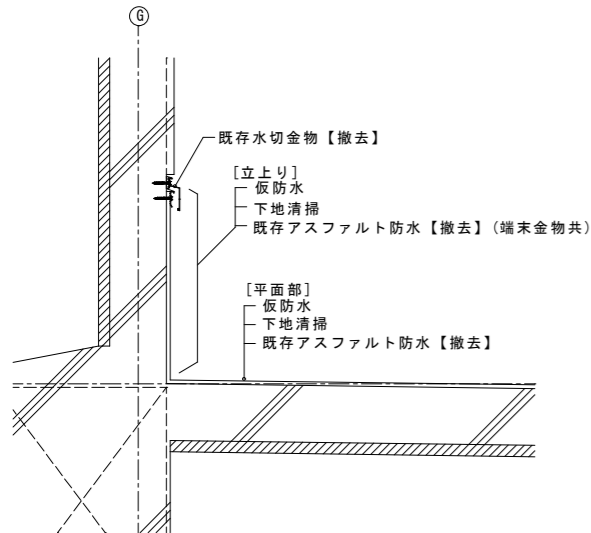 G
既存水切金物【撤去】
[立上り]
仮防水
下地清掃
既存アスファルト防水【撤去】(端末金物共)
[平面部]
仮防水
下地清掃
既存アスファルト防水【撤去】